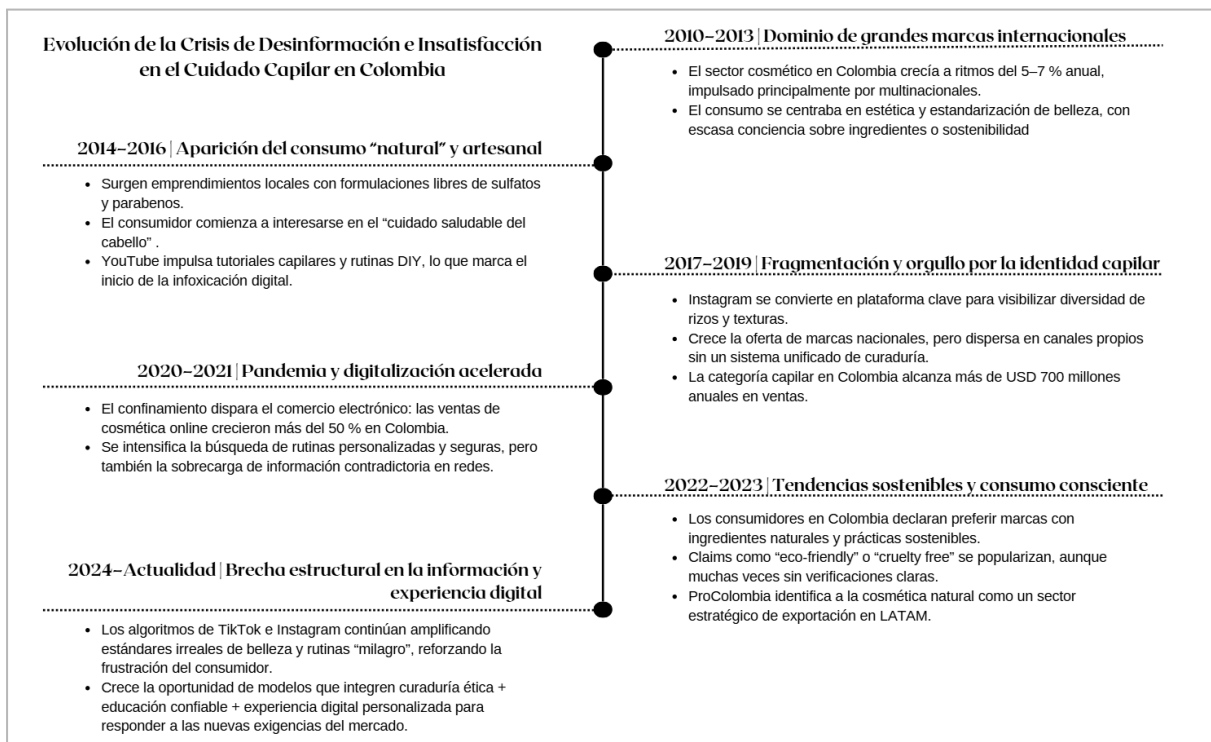 Evolución de la Crisis de Desinformación e Insatisfacción
en el Cuidado Capilar en Colombia
2010–2013 | Dominio de grandes marcas internacionales
• El sector cosmético en Colombia crecía a ritmos del 5–7 % anual,
impulsado principalmente por multinacionales.
• El consumo se centraba en estética y estandarización de belleza, con
escasa conciencia sobre ingredientes o sostenibilidad
2014–2016 | Aparición del consumo “natural” y artesanal
• Surgen emprendimientos locales con formulaciones libres de sulfatos
y parabenos.
• El consumidor comienza a interesarse en el “cuidado saludable del
cabello” .
• YouTube impulsa tutoriales capilares y rutinas DIY, lo que marca el
inicio de la infoxicación digital.
2017–2019 | Fragmentación y orgullo por la identidad capilar
• Instagram se convierte en plataforma clave para visibilizar diversidad de
rizos y texturas.
• Crece la oferta de marcas nacionales, pero dispersa en canales propios
sin un sistema unificado de curaduría.
• La categoría capilar en Colombia alcanza más de USD 700 millones
anuales en ventas.
2020–2021 | Pandemia y digitalización acelerada
• El confinamiento dispara el comercio electrónico: las ventas de
cosmética online crecieron más del 50 % en Colombia.
• Se intensifica la búsqueda de rutinas personalizadas y seguras, pero
también la sobrecarga de información contradictoria en redes.
2022–2023 | Tendencias sostenibles y consumo consciente
• Los consumidores en Colombia declaran preferir marcas con
ingredientes naturales y prácticas sostenibles.
• Claims como “eco-friendly” o “cruelty free” se popularizan, aunque
muchas veces sin verificaciones claras.
• ProColombia identifica a la cosmética natural como un sector
estratégico de exportación en LATAM.
2024–Actualidad | Brecha estructural en la información y
experiencia digital
• Los algoritmos de TikTok e Instagram continúan amplificando
estándares irreales de belleza y rutinas “milagro”, reforzando la
frustración del consumidor.
• Crece la oportunidad de modelos que integren curaduría ética +
educación confiable + experiencia digital personalizada para
responder a las nuevas exigencias del mercado.